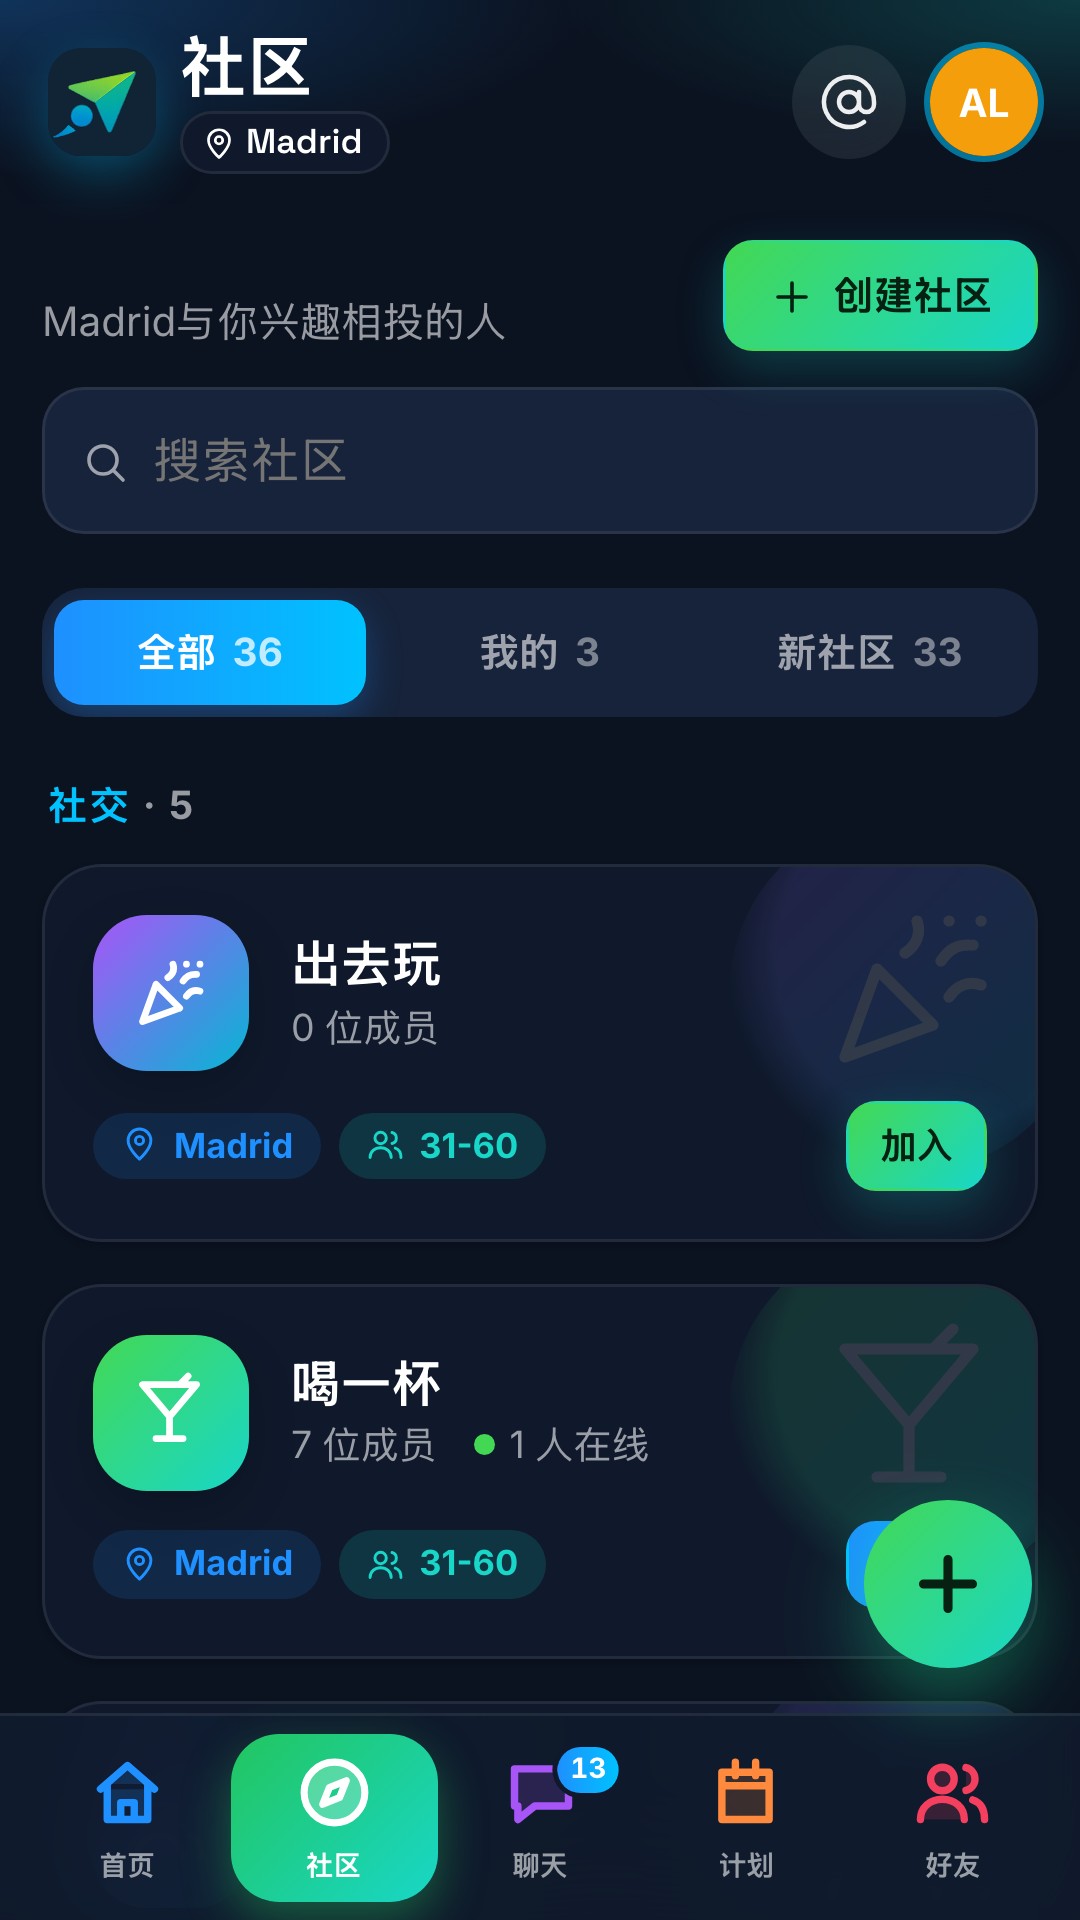 社区
Madrid
AL
Madrid与你兴趣相投的人
创建社区
搜索社区
全部 36
我的 3
新社区 33
社交 · 5
出去玩
0 位成员
Madrid
31-60
加入
喝一杯
7 位成员
1 人在线
Madrid
31-60
13
首页
社区
聊天
计划
好友